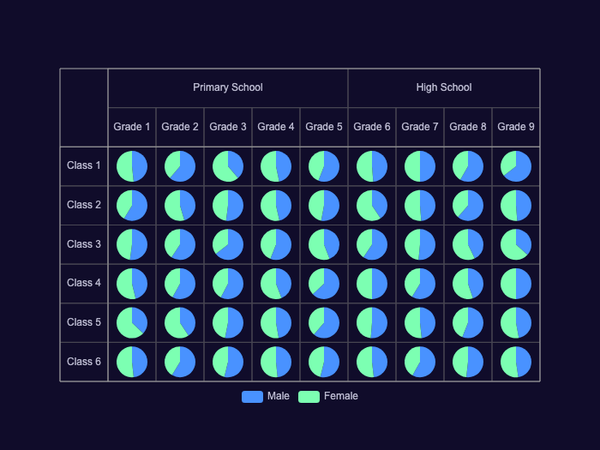 Primary School High School
Grade 1 Grade 2 Grade 3 Grade 4 Grade 5 Grade 6 Grade 7 Grade 8 Grade 9
Class 1
Class 2
Class 3
Class 4
Class 5
Class 6
Male Female